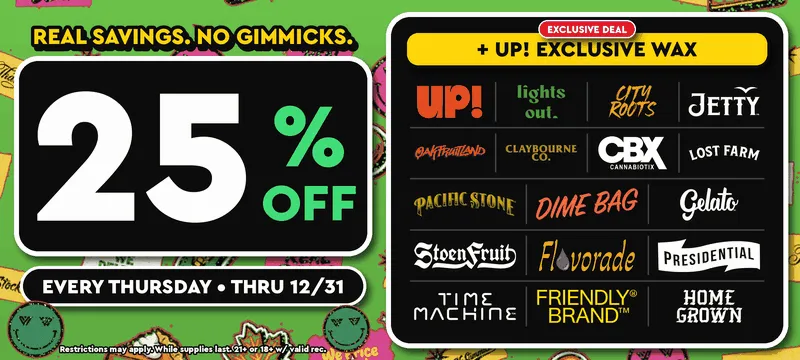 REAL SAVINGS. NO GIMMICKS.
25% OFF
EVERY THURSDAY • THRU 12/31
Restrictions may apply. While supplies last. 21+ or 18+ w/ valid rec.
EXCLUSIVE DEAL
+ UP! EXCLUSIVE WAX
UP!
lights out.
CITY ROOTS
JETTY
OAKFRUITLAND
CLAYBOURNE CO.
CBX CANNABIOTIX
LOST FARM
PACIFIC STONE
DIME BAG
Gelato
StoenFruit
Flavorade
PRESIDENTIAL
TIME MACHINE
FRIENDLY® BRAND™
HOME GROWN